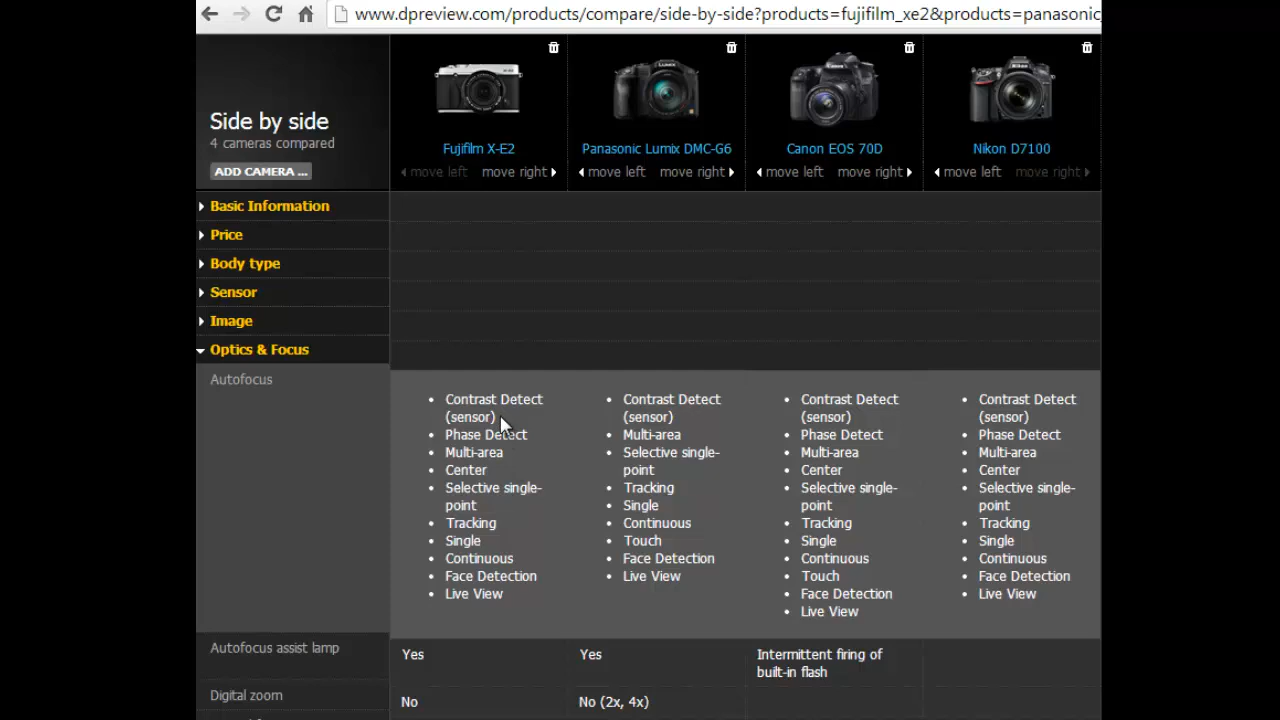 www.dpreview.com/products/compare/side-by-side?products=fujifilm_xe2&products=panasonic_
Side by side
4 cameras compared
ADD CAMERA ...
Fujifilm X-E2
move left move right
Panasonic Lumix DMC-G6
move left move right
Canon EOS 70D
move left move right
Nikon D7100
move left move right
Basic Information
Price
Body type
Sensor
Image
Optics & Focus
Autofocus
• Contrast Detect
(sensor)
• Phase Detect
• Multi-area
• Center
• Selective single-
point
• Tracking
• Single
• Continuous
• Face Detection
• Live View
• Contrast Detect
(sensor)
• Multi-area
• Selective single-
point
• Tracking
• Single
• Continuous
• Touch
• Face Detection
• Live View
• Contrast Detect
(sensor)
• Phase Detect
• Multi-area
• Center
• Selective single-
point
• Tracking
• Single
• Continuous
• Touch
• Face Detection
• Live View
• Contrast Detect
(sensor)
• Phase Detect
• Multi-area
• Center
• Selective single-
point
• Tracking
• Single
• Continuous
• Face Detection
• Live View
Autofocus assist lamp
Yes
Yes
Intermittent firing of
built-in flash
Digital zoom
No
No (2x, 4x)